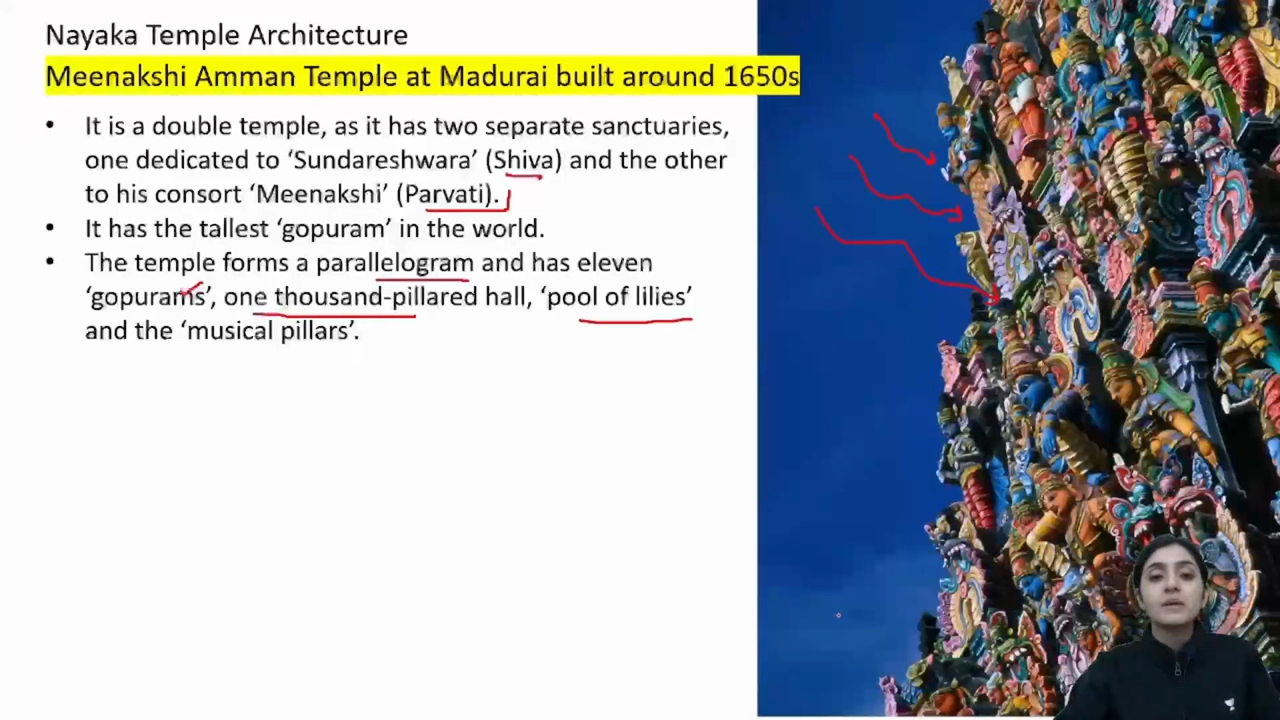 Nayaka Temple Architecture
Meenakshi Amman Temple at Madurai built around 1650s
• It is a double temple, as it has two separate sanctuaries,
one dedicated to ‘Sundareshwara’ (Shiva) and the other
to his consort ‘Meenakshi’ (Parvati).
• It has the tallest ‘gopuram’ in the world.
• The temple forms a parallelogram and has eleven
‘gopurams’, one thousand-pillared hall, ‘pool of lilies’
and the ‘musical pillars’.